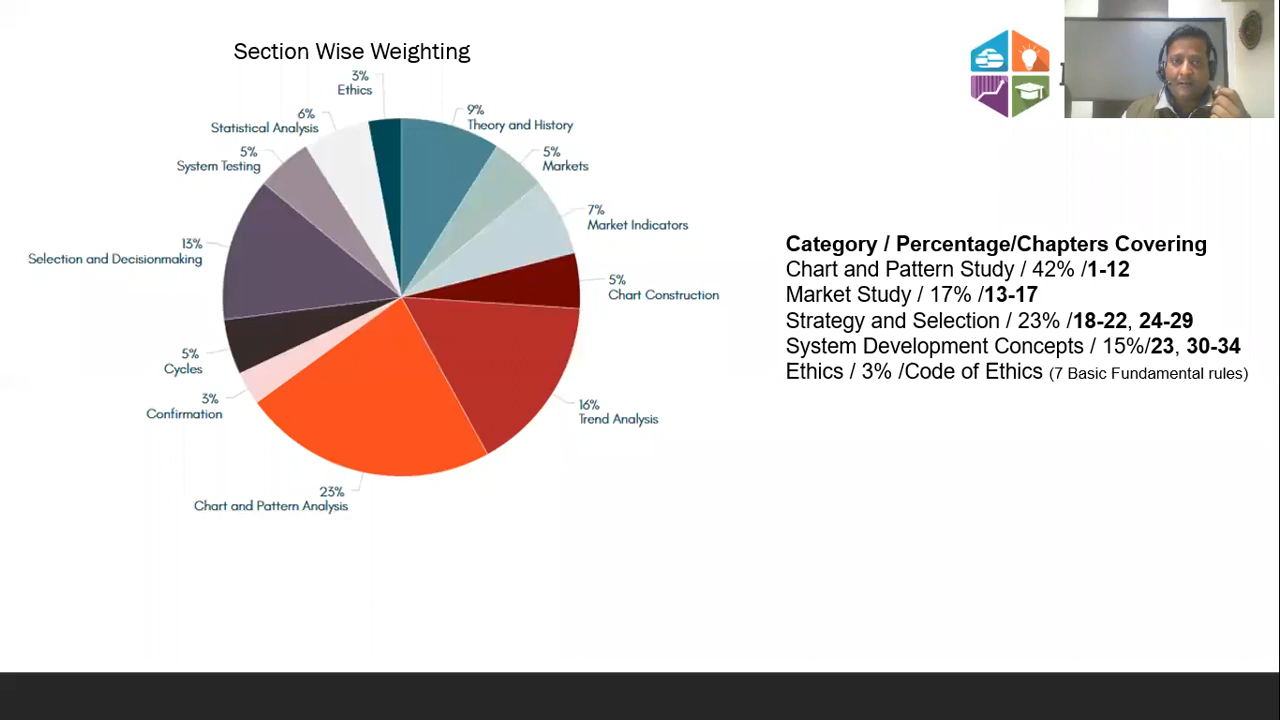 Section Wise Weighting
3%
Ethics
6%
Statistical Analysis
5%
System Testing
13%
Selection and Decisionmaking
5%
Cycles
3%
Confirmation
23%
Chart and Pattern Analysis
9%
Theory and History
5%
Markets
7%
Market Indicators
5%
Chart Construction
16%
Trend Analysis
Category / Percentage/Chapters Covering
Chart and Pattern Study / 42% /1-12
Market Study / 17% /13-17
Strategy and Selection / 23% /18-22, 24-29
System Development Concepts / 15%/23, 30-34
Ethics / 3% /Code of Ethics (7 Basic Fundamental rules)